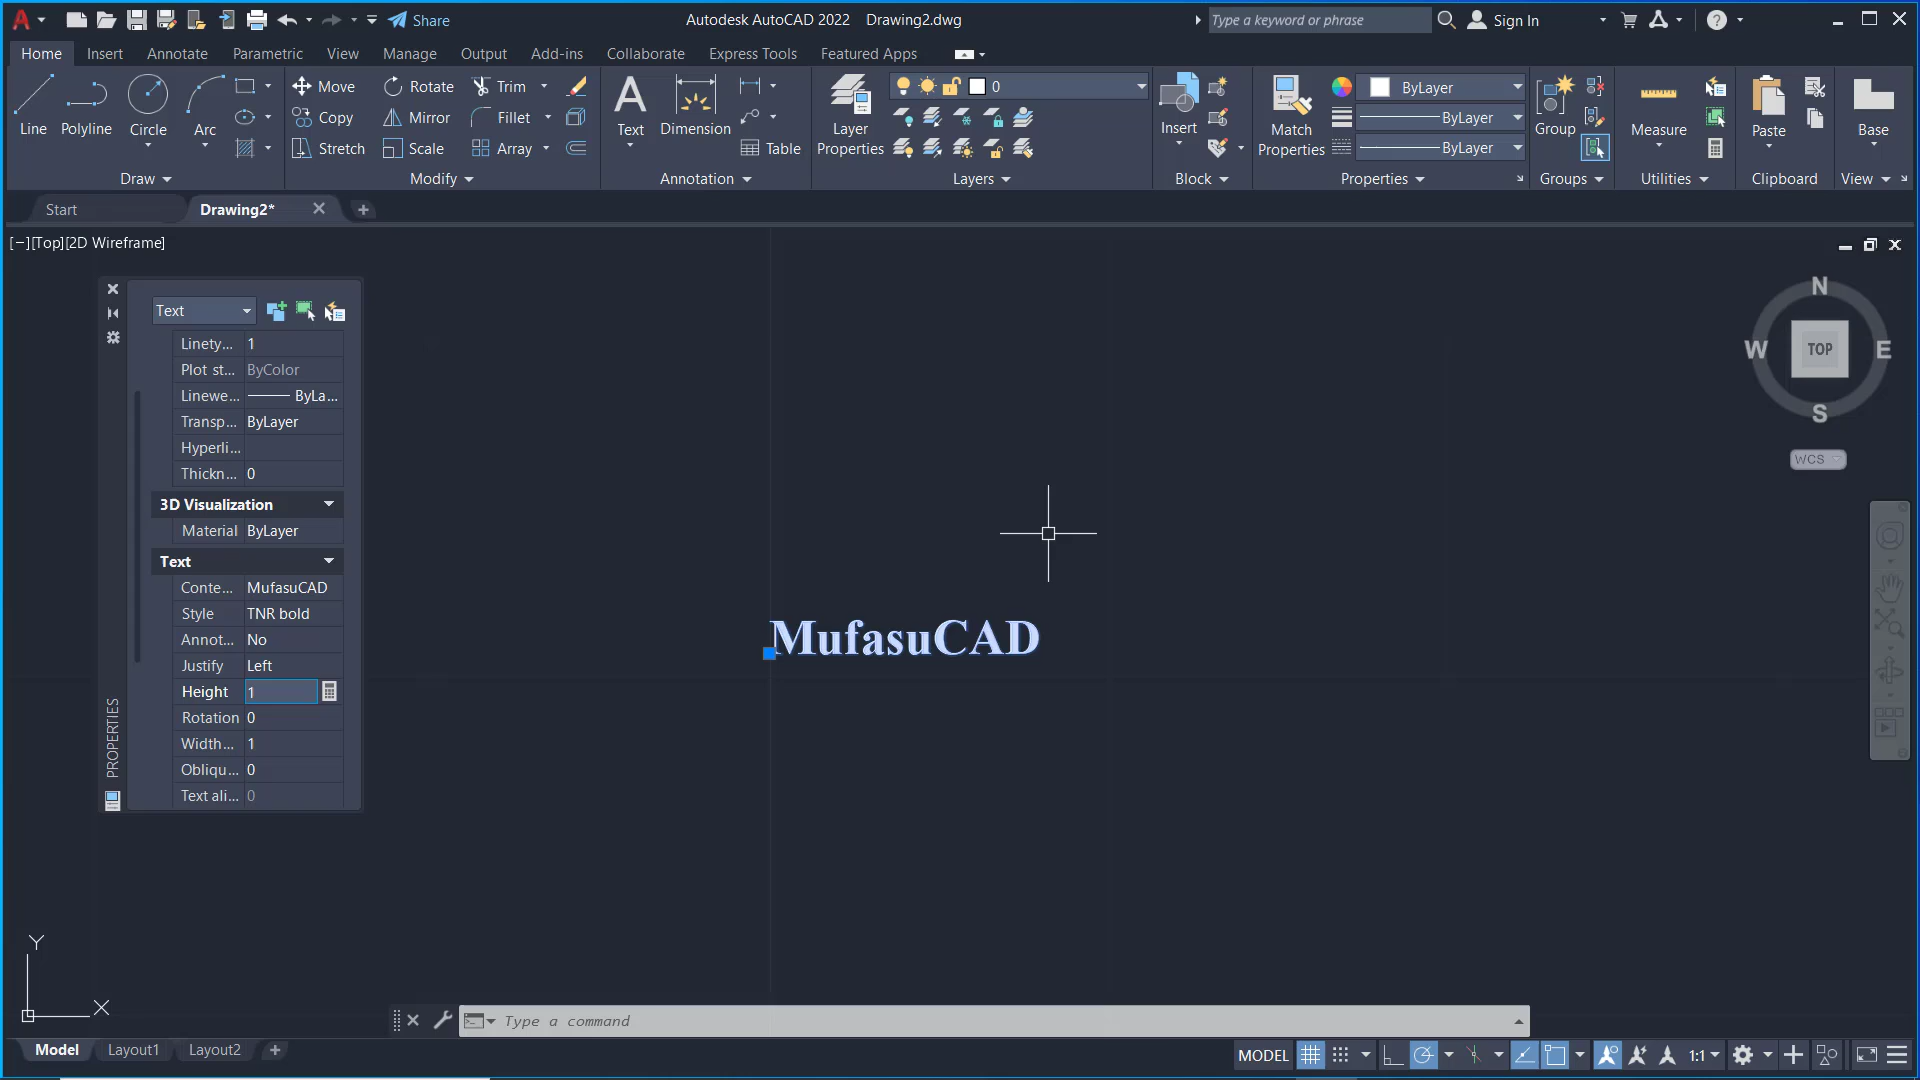 Share
Autodesk AutoCAD 2022 Drawing2.dwg
Type a keyword or phrase
Sign In
Home Insert Annotate Parametric View Manage Output Add-ins Collaborate Express Tools Featured Apps
Line Polyline Circle Arc
Move Rotate Trim
Copy Mirror Fillet
Stretch Scale Array
Text Dimension Table
Layer Properties
0
Insert
Match Properties
ByLayer
ByLayer
ByLayer
Group Measure Paste Base
Draw Modify Annotation Layers Block Properties Groups Utilities Clipboard View
Start Drawing2*
[−][Top][2D Wireframe]
Text
Linety... 1
Plot st... ByColor
Linewe... ByLa...
Transp... ByLayer
Hyperli...
Thickn... 0
3D Visualization
Material ByLayer
Text
Conte... MufasuCAD
Style TNR bold
Annot... No
Justify Left
Height 1
Rotation 0
Width... 1
Obliqu... 0
Text ali... 0
PROPERTIES
MufasuCAD
N
W TOP E
S
WCS
Y
X
Type a command
Model Layout1 Layout2
MODEL 1:1